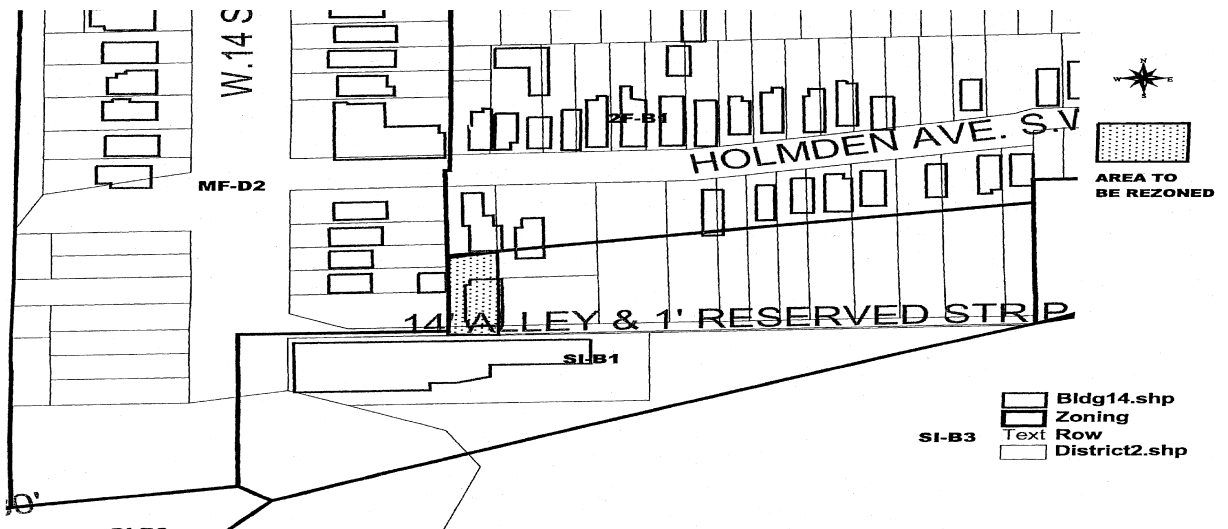 W.14 S
N
W E
S
2F-B1
HOLMDEN AVE. S.W
AREA TO
BE REZONED
MF-D2
14' ALLEY & 1' RESERVED STRIP
SI-B1
Bldg14.shp
Zoning
SI-B3
Text Row
District2.shp
0'